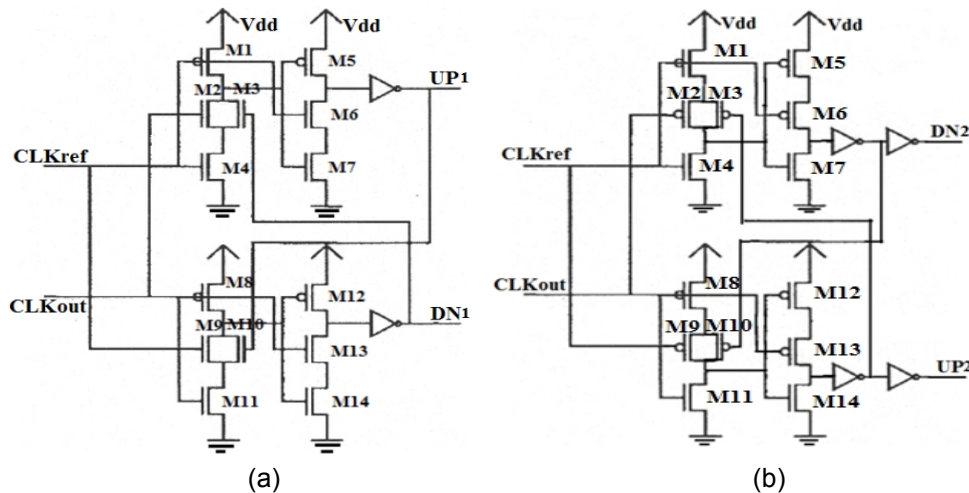 Vdd Vdd
M1 M5
UP1
M2 M3
M6
CLKref
M4 M7
CLKout
M8 M12
M9 M10
DN1
M13
M11 M14
(a)
Vdd Vdd
M1 M5
M2 M3
M6
DN2
CLKref
M4 M7
CLKout
M8 M12
M9 M10
M13
UP2
M11 M14
(b)